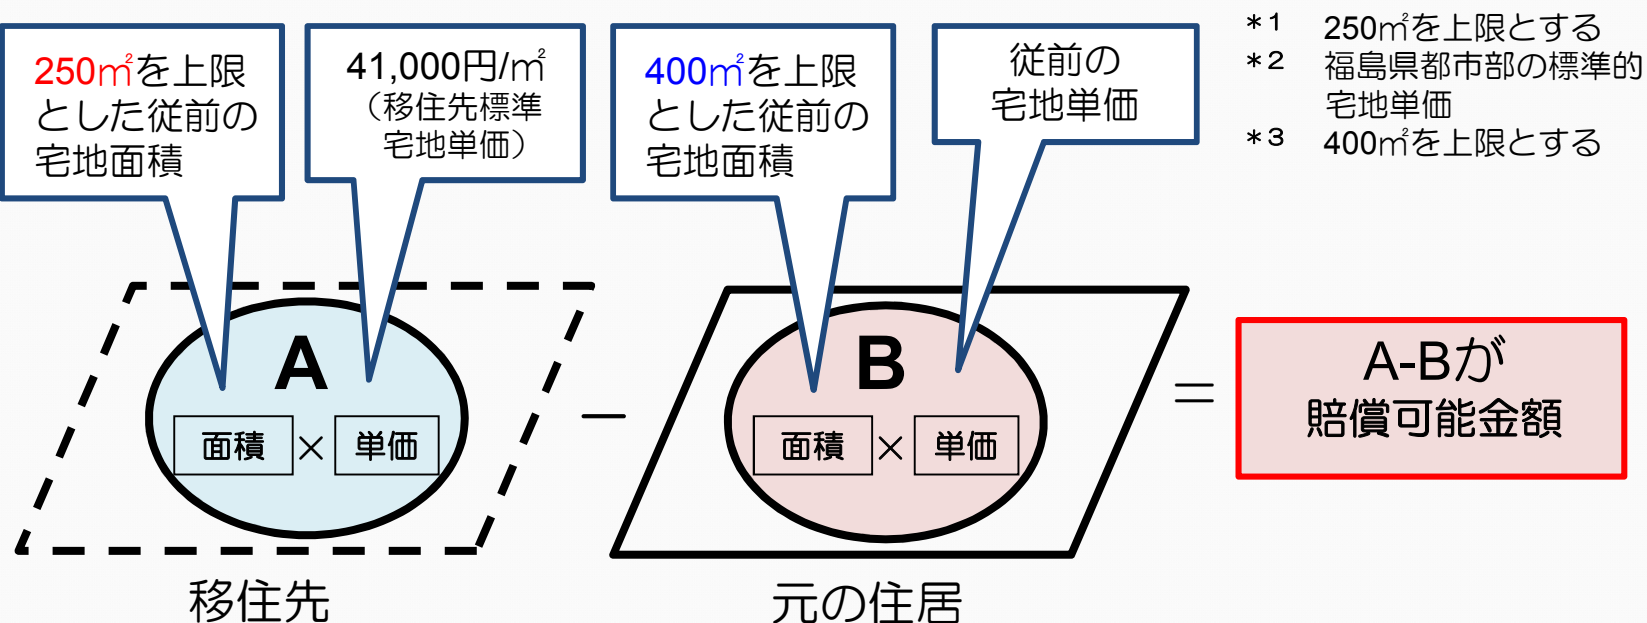 250㎡を上限
とした従前の
宅地面積
41,000円/㎡
（移住先標準
宅地単価）
400㎡を上限
とした従前の
宅地面積
従前の
宅地単価
*1 250㎡を上限とする
*2 福島県都市部の標準的
宅地単価
*3 400㎡を上限とする
A
面積 × 単価
−
B
面積 × 単価
＝
A-Bが
賠償可能金額
移住先
元の住居